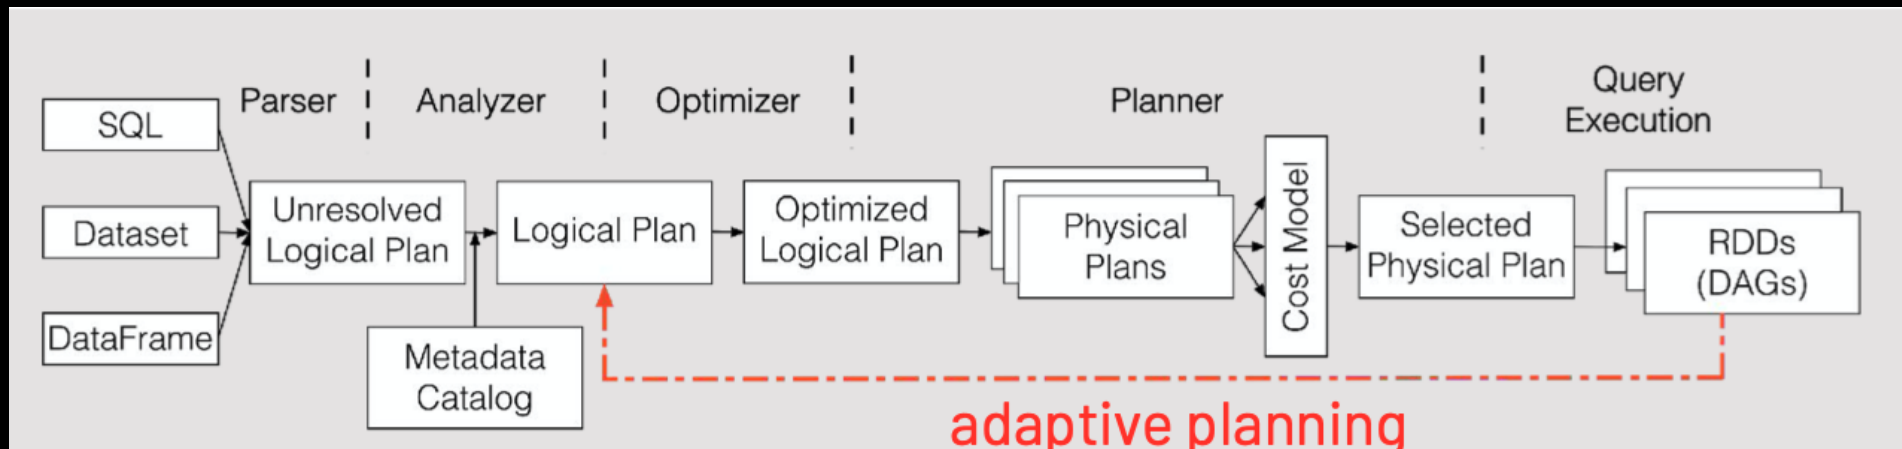 SQL
Dataset
DataFrame
Parser
Analyzer
Optimizer
Planner
Query
Execution
Unresolved
Logical Plan
Metadata
Catalog
Logical Plan
Optimized
Logical Plan
Physical
Plans
Cost Model
Selected
Physical Plan
RDDs
(DAGs)
adaptive planning